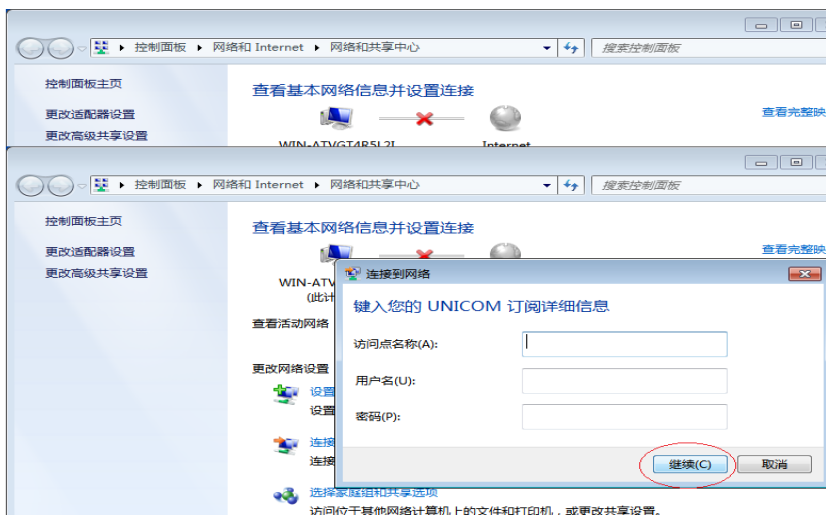 控制面板 ▸ 网络和 Internet ▸ 网络和共享中心
搜索控制面板
控制面板主页
更改适配器设置
更改高级共享设置
查看基本网络信息并设置连接
查看完整映
WIN-ATVGT4R5L2I
Internet
控制面板 ▸ 网络和 Internet ▸ 网络和共享中心
搜索控制面板
控制面板主页
更改适配器设置
更改高级共享设置
查看基本网络信息并设置连接
查看完整映
WIN-ATV
(此计
查看活动网络
更改网络设置
设置
设置
连接
连接
选择家庭组和共享选项
访问位于其他网络计算机上的文件和打印机，或更改共享设置。
连接到网络
键入您的 UNICOM 订阅详细信息
访问点名称(A):
用户名(U):
密码(P):
继续(C)
取消